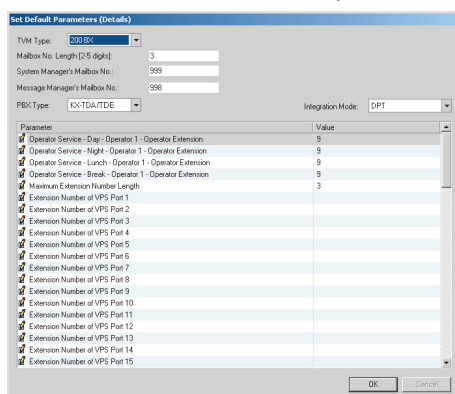 Set Default Parameters (Details)
TVM Type: 200 BX
Mailbox No. Length [2-5 digits]: 3
System Manager's Mailbox No.: 999
Message Manager's Mailbox No.: 998
PBX Type: KX-TDA/TDE Integration Mode: DPT
Parameter Value
Operator Service - Day - Operator 1 - Operator Extension 9
Operator Service - Night - Operator 1 - Operator Extension 9
Operator Service - Lunch - Operator 1 - Operator Extension 9
Operator Service - Break - Operator 1 - Operator Extension 9
Maximum Extension Number Length 3
Extension Number of VPS Port 1
Extension Number of VPS Port 2
Extension Number of VPS Port 3
Extension Number of VPS Port 4
Extension Number of VPS Port 5
Extension Number of VPS Port 6
Extension Number of VPS Port 7
Extension Number of VPS Port 8
Extension Number of VPS Port 9
Extension Number of VPS Port 10
Extension Number of VPS Port 11
Extension Number of VPS Port 12
Extension Number of VPS Port 13
Extension Number of VPS Port 14
Extension Number of VPS Port 15
OK Cancel